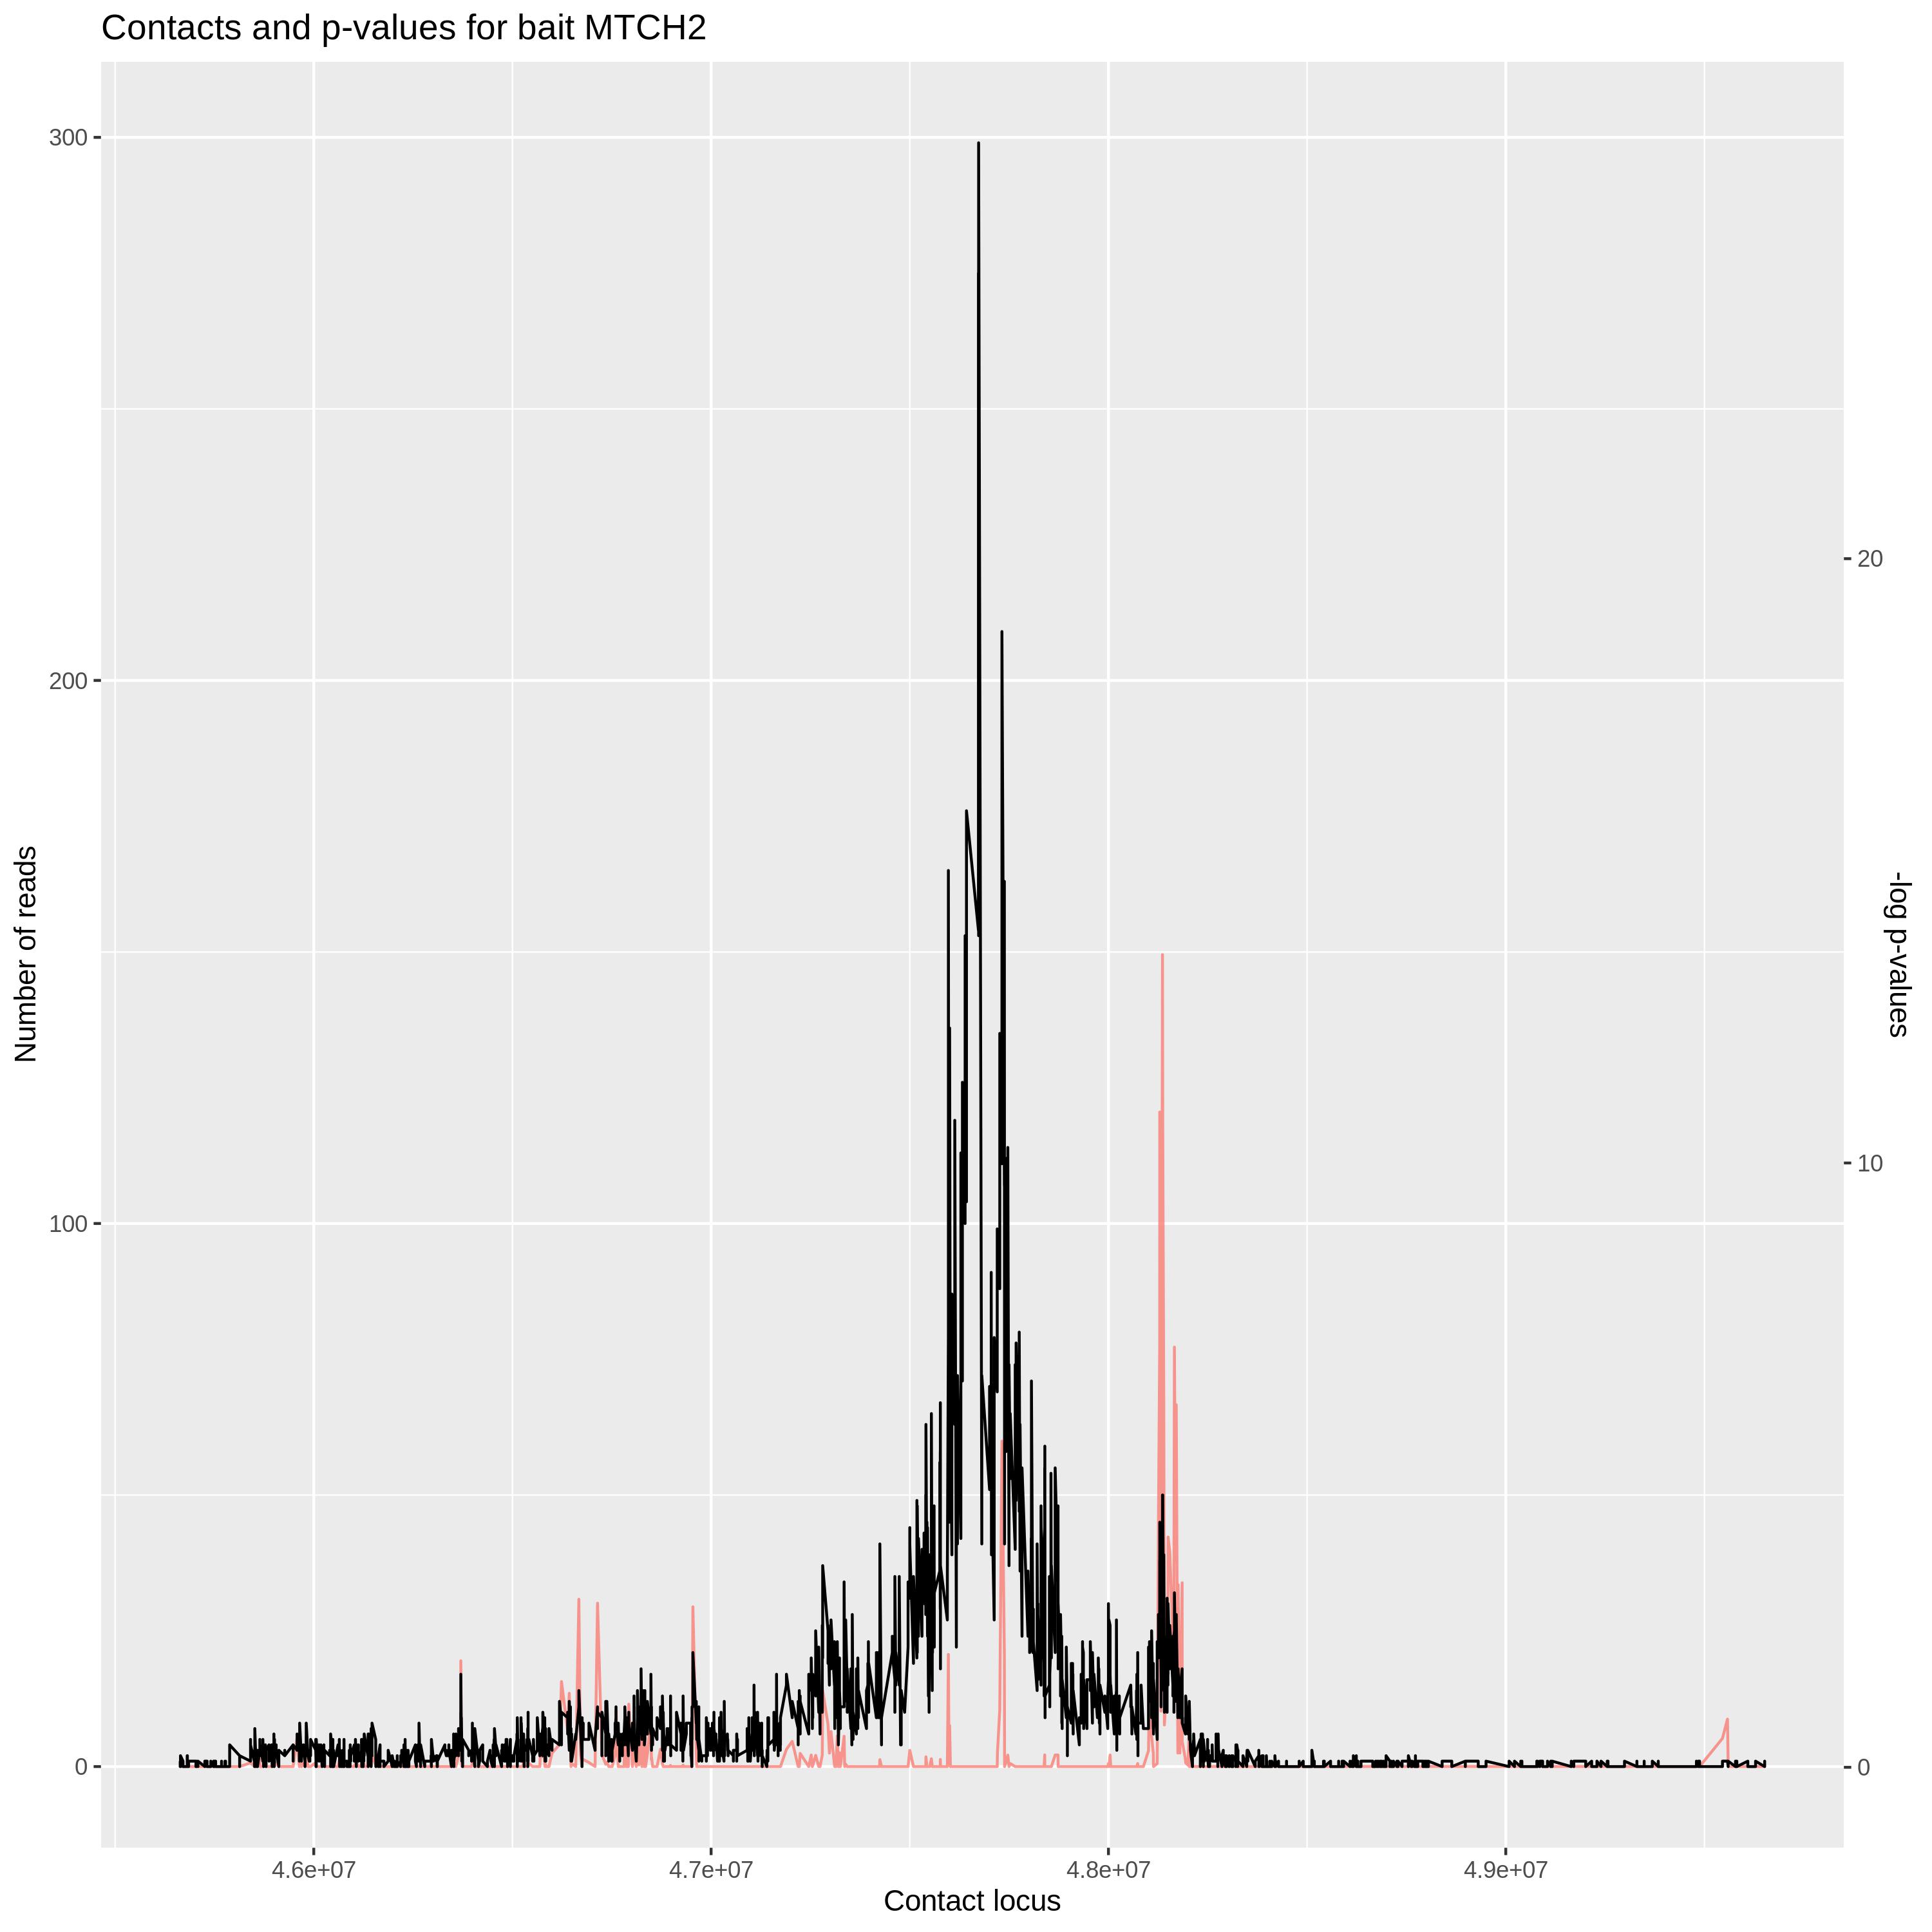 Contacts and p-values for bait MTCH2
300
200
100
0
Number of reads
20
10
0
-log p-values
4.6e+07
4.7e+07
4.8e+07
4.9e+07
Contact locus